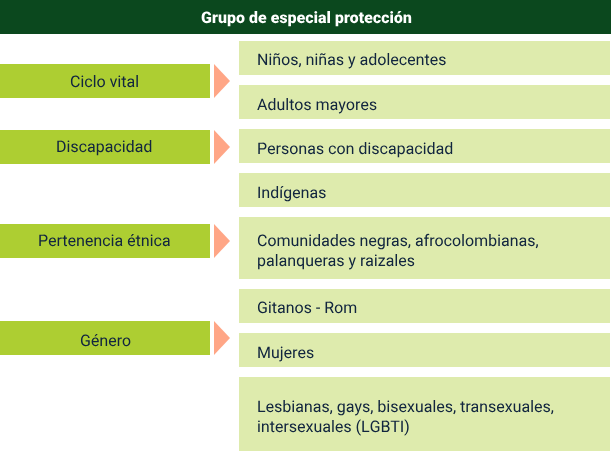 Grupo de especial protección
Ciclo vital
Niños, niñas y adolecentes
Adultos mayores
Discapacidad
Personas con discapacidad
Pertenencia étnica
Indígenas
Comunidades negras, afrocolombianas,
palanqueras y raizales
Gitanos - Rom
Género
Mujeres
Lesbianas, gays, bisexuales, transexuales,
intersexuales (LGBTI)